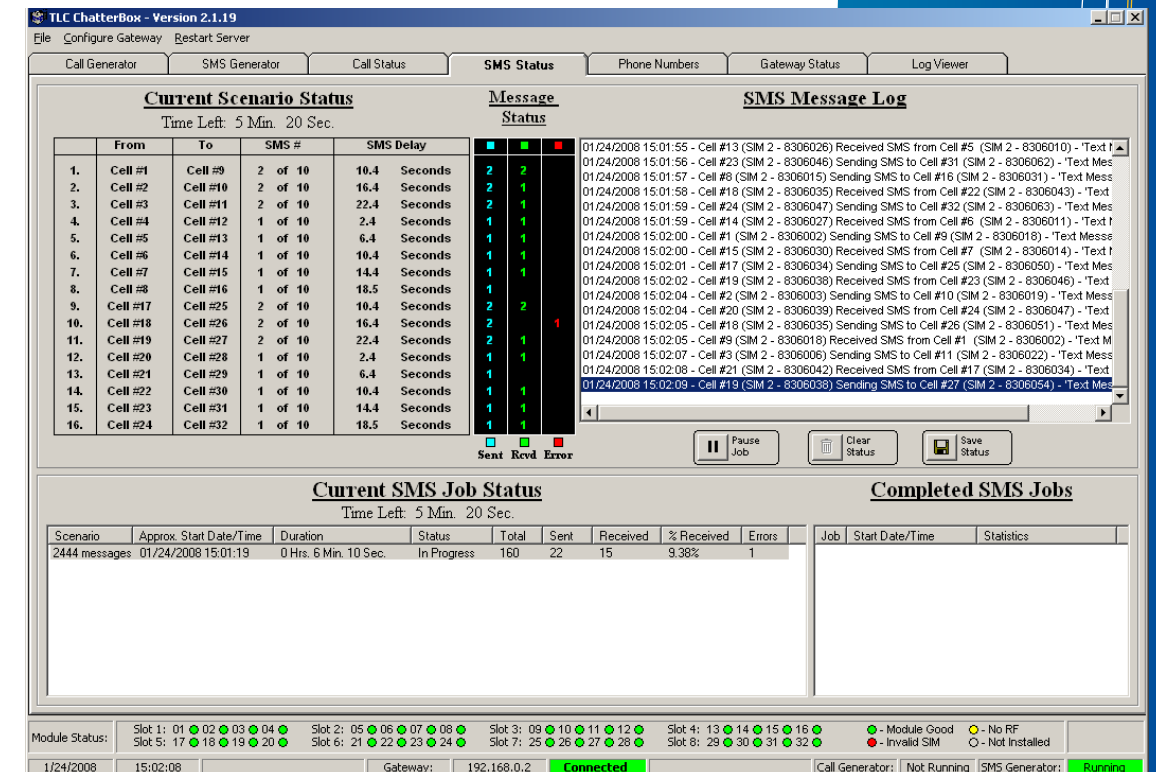 TLC ChatterBox - Version 2.1.19
File Configure Gateway Restart Server
Call Generator SMS Generator Call Status SMS Status Phone Numbers Gateway Status Log Viewer
Current Scenario Status
Time Left: 5 Min. 20 Sec.
From To SMS # SMS Delay
1. Cell #1 Cell #9 2 of 10 10.4 Seconds 2 2
2. Cell #2 Cell #10 2 of 10 16.4 Seconds 2 1
3. Cell #3 Cell #11 2 of 10 22.4 Seconds 2 1
4. Cell #4 Cell #12 1 of 10 2.4 Seconds 1 1
5. Cell #5 Cell #13 1 of 10 6.4 Seconds 1 1
6. Cell #6 Cell #14 1 of 10 10.4 Seconds 1 1
7. Cell #7 Cell #15 1 of 10 14.4 Seconds 1 1
8. Cell #8 Cell #16 1 of 10 18.5 Seconds 1
9. Cell #17 Cell #25 2 of 10 10.4 Seconds 2 2
10. Cell #18 Cell #26 2 of 10 16.4 Seconds 2 1
11. Cell #19 Cell #27 2 of 10 22.4 Seconds 2 1
12. Cell #20 Cell #28 1 of 10 2.4 Seconds 1 1
13. Cell #21 Cell #29 1 of 10 6.4 Seconds 1
14. Cell #22 Cell #30 1 of 10 10.4 Seconds 1 1
15. Cell #23 Cell #31 1 of 10 14.4 Seconds 1 1
16. Cell #24 Cell #32 1 of 10 18.5 Seconds 1 1
Message
Status
Sent Rcvd Error
SMS Message Log
01/24/2008 15:01:55 - Cell #13 (SIM 2 - 8306026) Received SMS from Cell #5 (SIM 2 - 8306010) - 'Text
01/24/2008 15:01:56 - Cell #23 (SIM 2 - 8306046) Sending SMS to Cell #31 (SIM 2 - 8306062) - 'Text Mes
01/24/2008 15:01:57 - Cell #8 (SIM 2 - 8306015) Sending SMS to Cell #16 (SIM 2 - 8306031) - 'Text Mess
01/24/2008 15:01:58 - Cell #18 (SIM 2 - 8306035) Received SMS from Cell #22 (SIM 2 - 8306043) - 'Text
01/24/2008 15:01:59 - Cell #24 (SIM 2 - 8306047) Sending SMS to Cell #32 (SIM 2 - 8306063) - 'Text Mes
01/24/2008 15:01:59 - Cell #14 (SIM 2 - 8306027) Received SMS from Cell #6 (SIM 2 - 8306011) - 'Text
01/24/2008 15:02:00 - Cell #1 (SIM 2 - 8306002) Sending SMS to Cell #9 (SIM 2 - 8306018) - 'Text Messa
01/24/2008 15:02:00 - Cell #15 (SIM 2 - 8306030) Received SMS from Cell #7 (SIM 2 - 8306014) - 'Text
01/24/2008 15:02:01 - Cell #17 (SIM 2 - 8306034) Sending SMS to Cell #25 (SIM 2 - 8306050) - 'Text Mes
01/24/2008 15:02:02 - Cell #19 (SIM 2 - 8306038) Received SMS from Cell #23 (SIM 2 - 8306046) - 'Text
01/24/2008 15:02:04 - Cell #2 (SIM 2 - 8306003) Sending SMS to Cell #10 (SIM 2 - 8306019) - 'Text Mess
01/24/2008 15:02:04 - Cell #20 (SIM 2 - 8306039) Received SMS from Cell #24 (SIM 2 - 8306047) - 'Text
01/24/2008 15:02:05 - Cell #18 (SIM 2 - 8306035) Sending SMS to Cell #26 (SIM 2 - 8306051) - 'Text Mes
01/24/2008 15:02:05 - Cell #9 (SIM 2 - 8306018) Received SMS from Cell #1 (SIM 2 - 8306002) - 'Text M
01/24/2008 15:02:07 - Cell #3 (SIM 2 - 8306006) Sending SMS to Cell #11 (SIM 2 - 8306022) - 'Text Mess
01/24/2008 15:02:08 - Cell #21 (SIM 2 - 8306042) Received SMS from Cell #17 (SIM 2 - 8306034) - 'Text
01/24/2008 15:02:09 - Cell #19 (SIM 2 - 8306038) Sending SMS to Cell #27 (SIM 2 - 8306054) - 'Text Mes
Pause
Job
Clear
Status
Save
Status
Current SMS Job Status
Time Left: 5 Min. 20 Sec.
Scenario Approx. Start Date/Time Duration Status Total Sent Received % Received Errors
2444 messages 01/24/2008 15:01:19 0 Hrs. 6 Min. 10 Sec. In Progress 160 22 15 9.38% 1
Completed SMS Jobs
Job Start Date/Time Statistics
Module Status:
Slot 1: 01 02 03 04 Slot 2: 05 06 07 08 Slot 3: 09 10 11 12 Slot 4: 13 14 15 16
Slot 5: 17 18 19 20 Slot 6: 21 22 23 24 Slot 7: 25 26 27 28 Slot 8: 29 30 31 32
- Module Good - No RF
- Invalid SIM - Not Installed
1/24/2008 15:02:08 Gateway: 192.168.0.2 Connected Call Generator: Not Running SMS Generator: Running